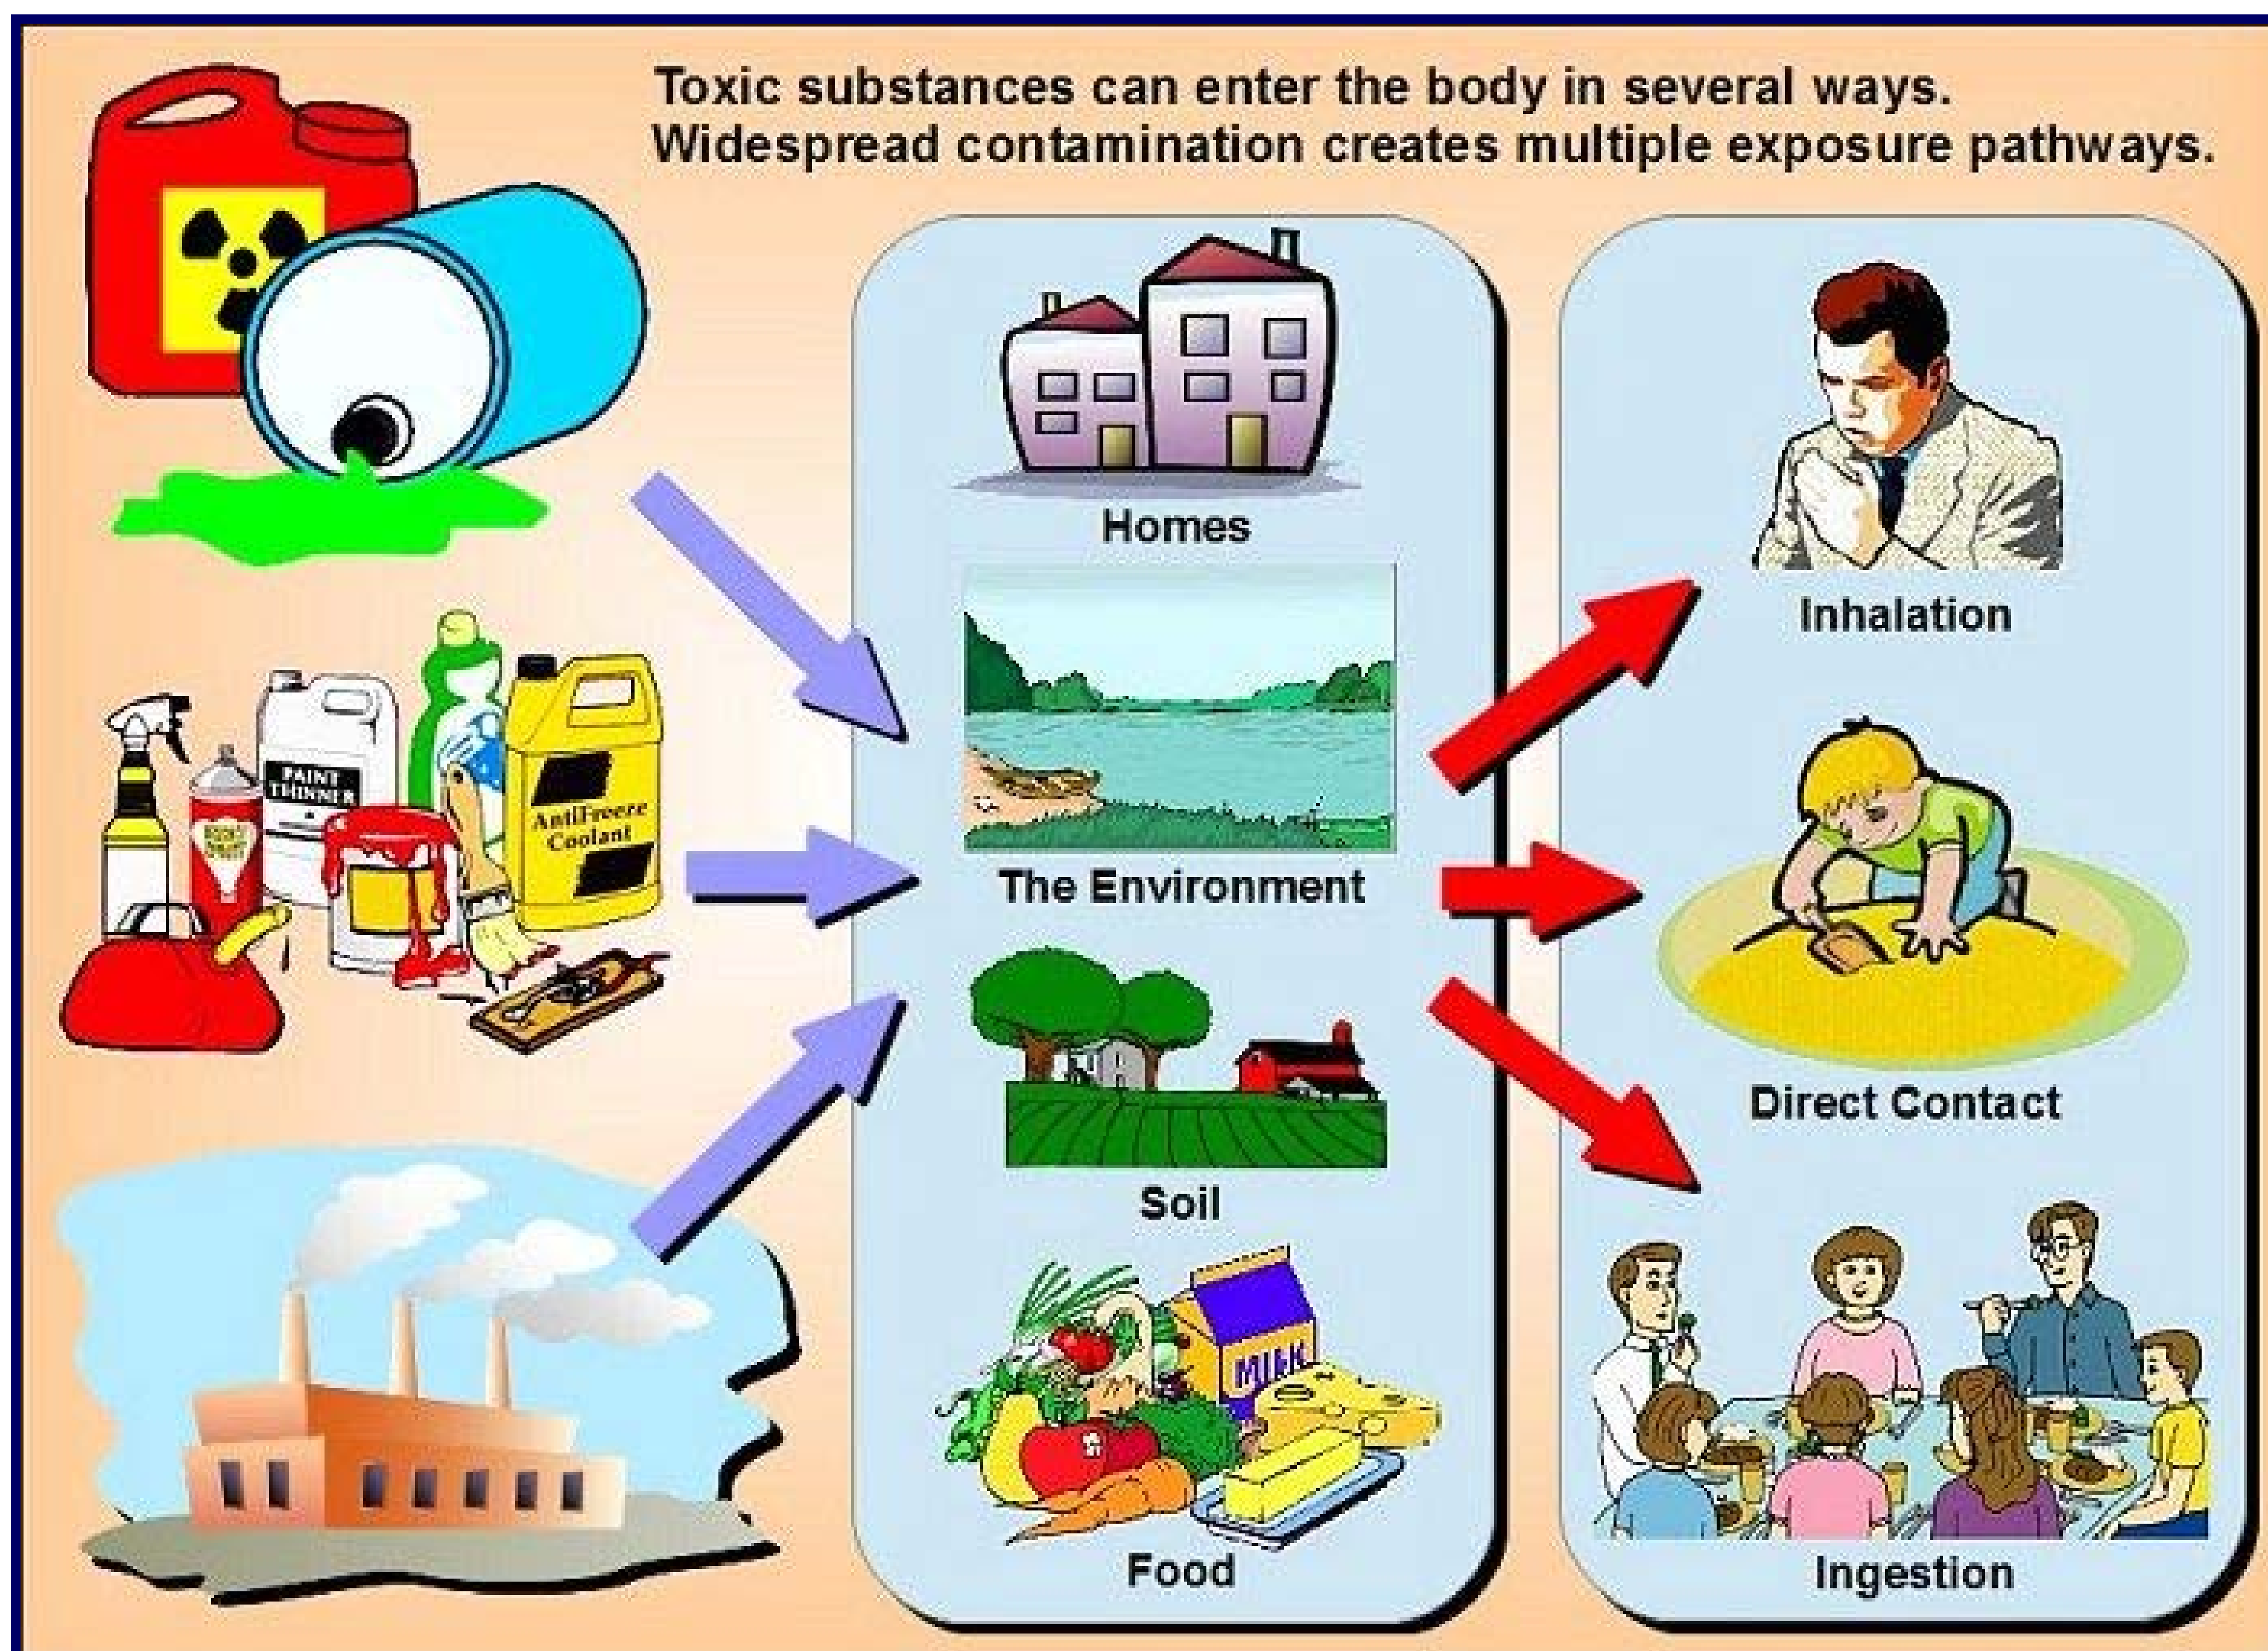 Toxic substances can enter the body in several ways.
Widespread contamination creates multiple exposure pathways.
Homes
Inhalation
PAINT
THINNER
AntiFreeze
Coolant
The Environment
Direct Contact
Soil
MILK
Food
Ingestion